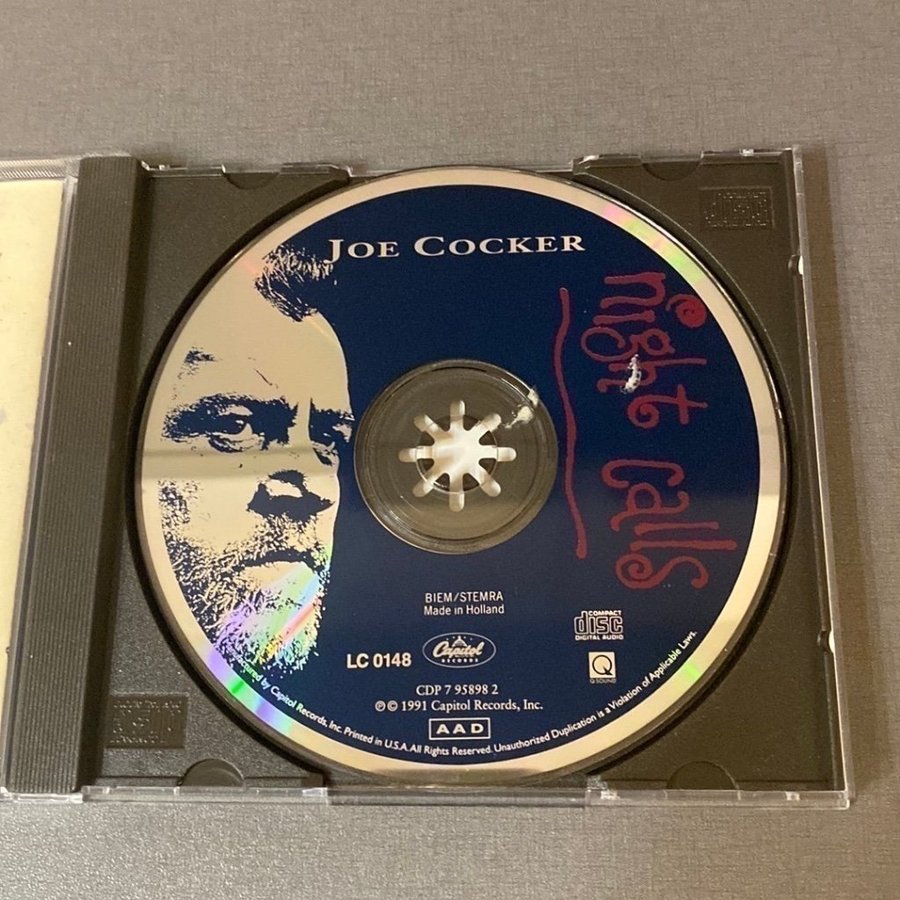 JOE COCKER
night calls
BIEM/STEMRA
Made in Holland
COMPACT
disc
DIGITAL AUDIO
LC 0148
Capitol
RECORDS
Q
QSOUND
CDP 7 95898 2
℗ © 1991 Capitol Records, Inc.
AAD
by Capitol Records, Inc. Printed in U.S.A. All Rights Reserved. Unauthorized Duplication is a Violation of Applicable Laws.